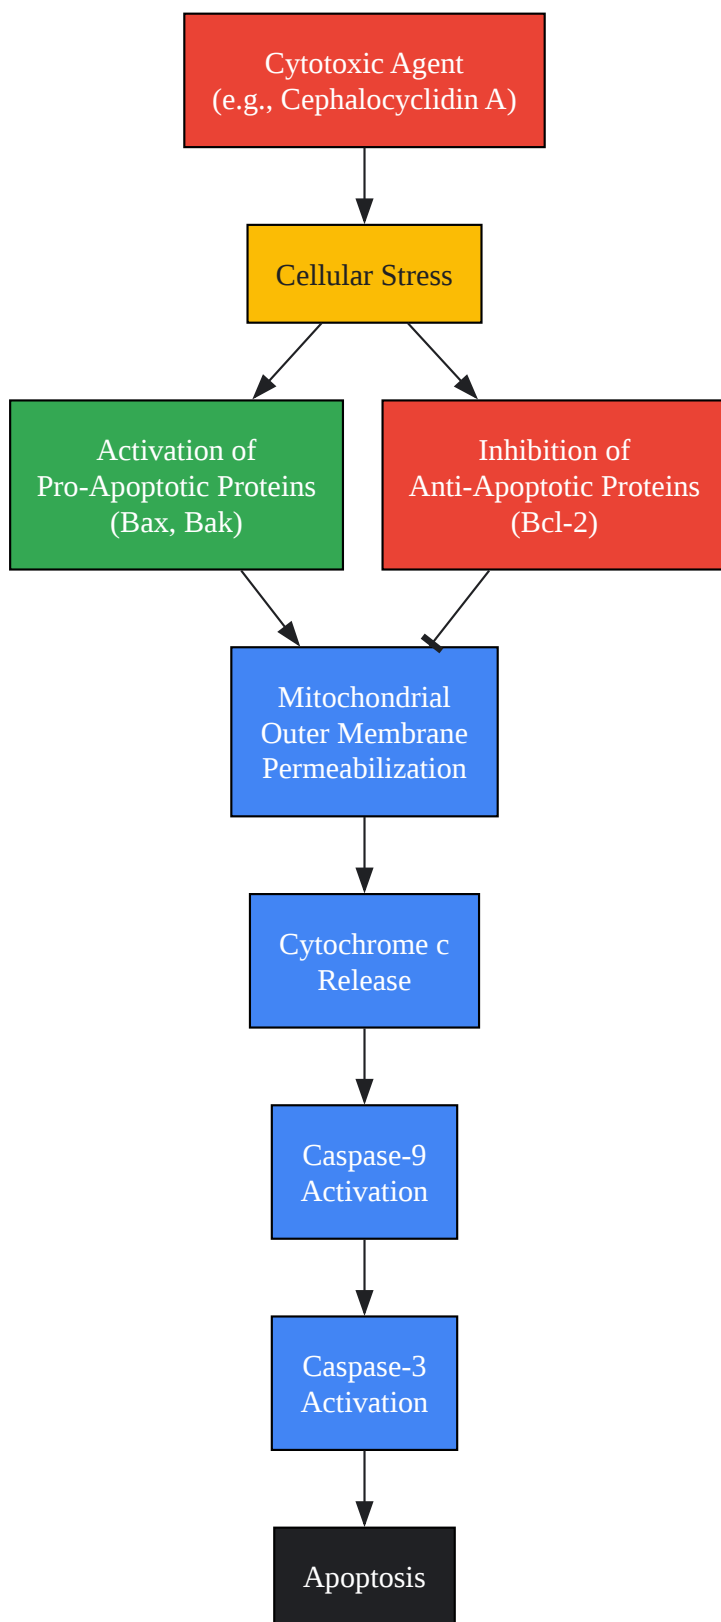 Cytotoxic Agent
(e.g., Cephalocyclidin A)
Cellular Stress
Activation of
Pro-Apoptotic Proteins
(Bax, Bak)
Inhibition of
Anti-Apoptotic Proteins
(Bcl-2)
Mitochondrial
Outer Membrane
Permeabilization
Cytochrome c
Release
Caspase-9
Activation
Caspase-3
Activation
Apoptosis